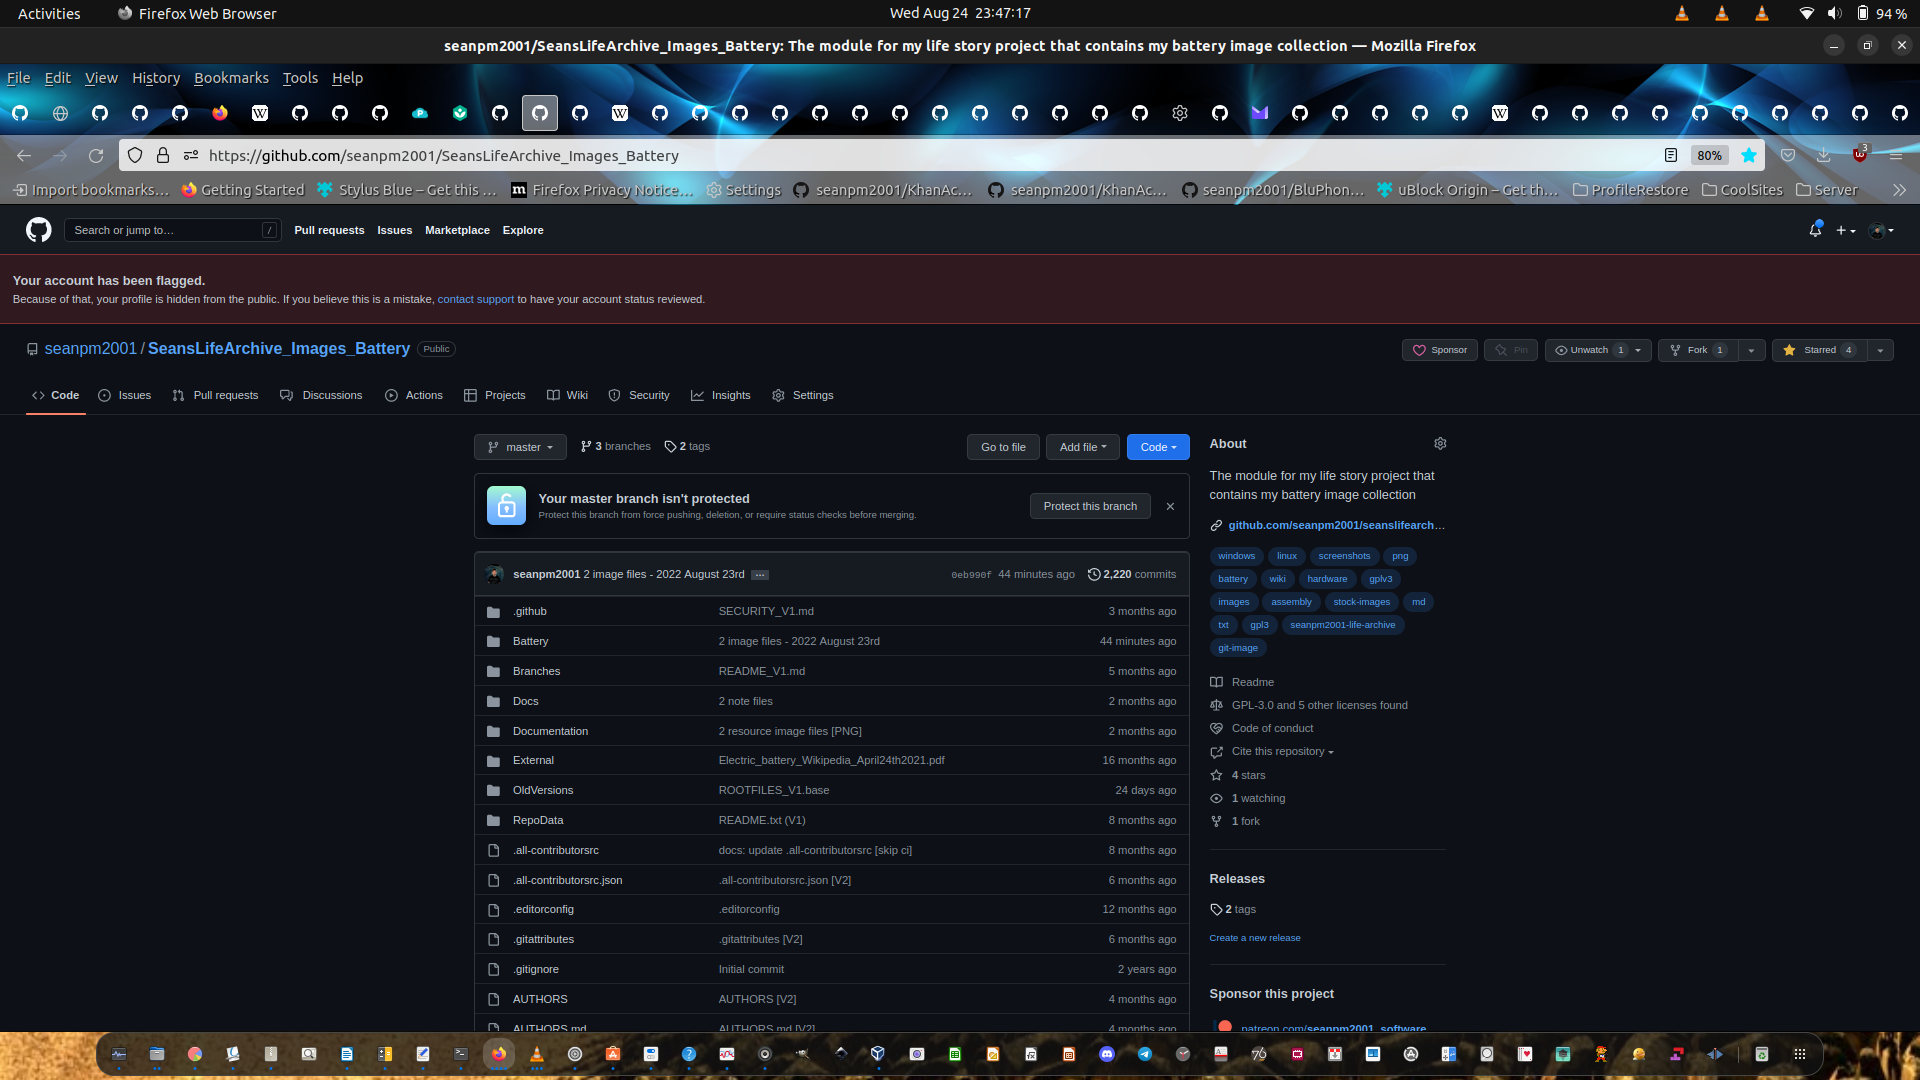 Activities Firefox Web Browser Wed Aug 24 23:47:17 94 %
seanpm2001/SeansLifeArchive_Images_Battery: The module for my life story project that contains my battery image collection — Mozilla Firefox
File Edit View History Bookmarks Tools Help
https://github.com/seanpm2001/SeansLifeArchive_Images_Battery 80% 3
Import bookmarks… Getting Started Stylus Blue – Get this … Firefox Privacy Notice… Settings seanpm2001/KhanAc… seanpm2001/KhanAc… seanpm2001/BluPhon… uBlock Origin – Get th… ProfileRestore CoolSites Server
Search or jump to… / Pull requests Issues Marketplace Explore
Your account has been flagged.
Because of that, your profile is hidden from the public. If you believe this is a mistake, contact support to have your account status reviewed.
seanpm2001 / SeansLifeArchive_Images_Battery Public
Sponsor Pin Unwatch 1 Fork 1 Starred 4
Code Issues Pull requests Discussions Actions Projects Wiki Security Insights Settings
master 3 branches 2 tags Go to file Add file Code
Your master branch isn't protected
Protect this branch from force pushing, deletion, or require status checks before merging.
Protect this branch
seanpm2001 2 image files - 2022 August 23rd … 0eb990f 44 minutes ago 2,220 commits
.github SECURITY_V1.md 3 months ago
Battery 2 image files - 2022 August 23rd 44 minutes ago
Branches README_V1.md 5 months ago
Docs 2 note files 2 months ago
Documentation 2 resource image files [PNG] 2 months ago
External Electric_battery_Wikipedia_April24th2021.pdf 16 months ago
OldVersions ROOTFILES_V1.base 24 days ago
RepoData README.txt (V1) 8 months ago
.all-contributorsrc docs: update .all-contributorsrc [skip ci] 8 months ago
.all-contributorsrc.json .all-contributorsrc.json [V2] 6 months ago
.editorconfig .editorconfig 12 months ago
.gitattributes .gitattributes [V2] 6 months ago
.gitignore Initial commit 2 years ago
AUTHORS AUTHORS [V2] 4 months ago
AUTHORS.md AUTHORS.md [V2] 4 months ago
About
The module for my life story project that
contains my battery image collection
github.com/seanpm2001/seanslifearch…
windows linux screenshots png
battery wiki hardware gplv3
images assembly stock-images md
txt gpl3 seanpm2001-life-archive
git-image
Readme
GPL-3.0 and 5 other licenses found
Code of conduct
Cite this repository
4 stars
1 watching
1 fork
Releases
2 tags
Create a new release
Sponsor this project
patreon.com/seanpm2001_software